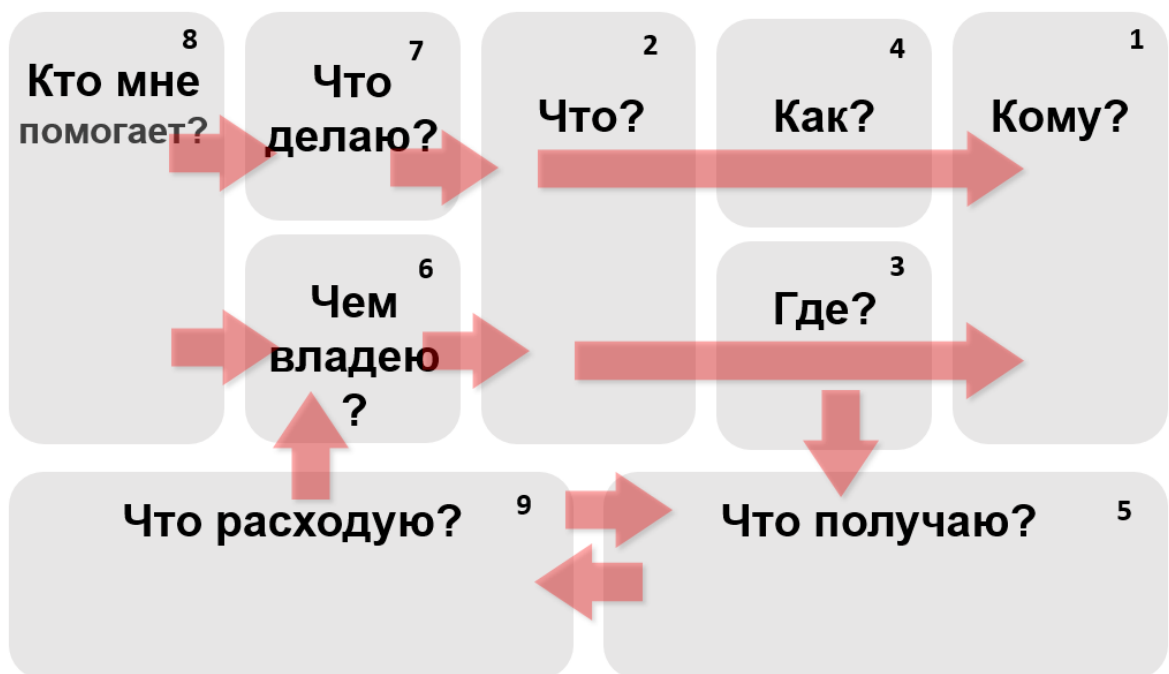 8
Кто мне
помогает?
7
Что
делаю?
2
Что?
4
Как?
1
Кому?
6
Чем
владею
?
3
Где?
Что расходую? 9
Что получаю? 5